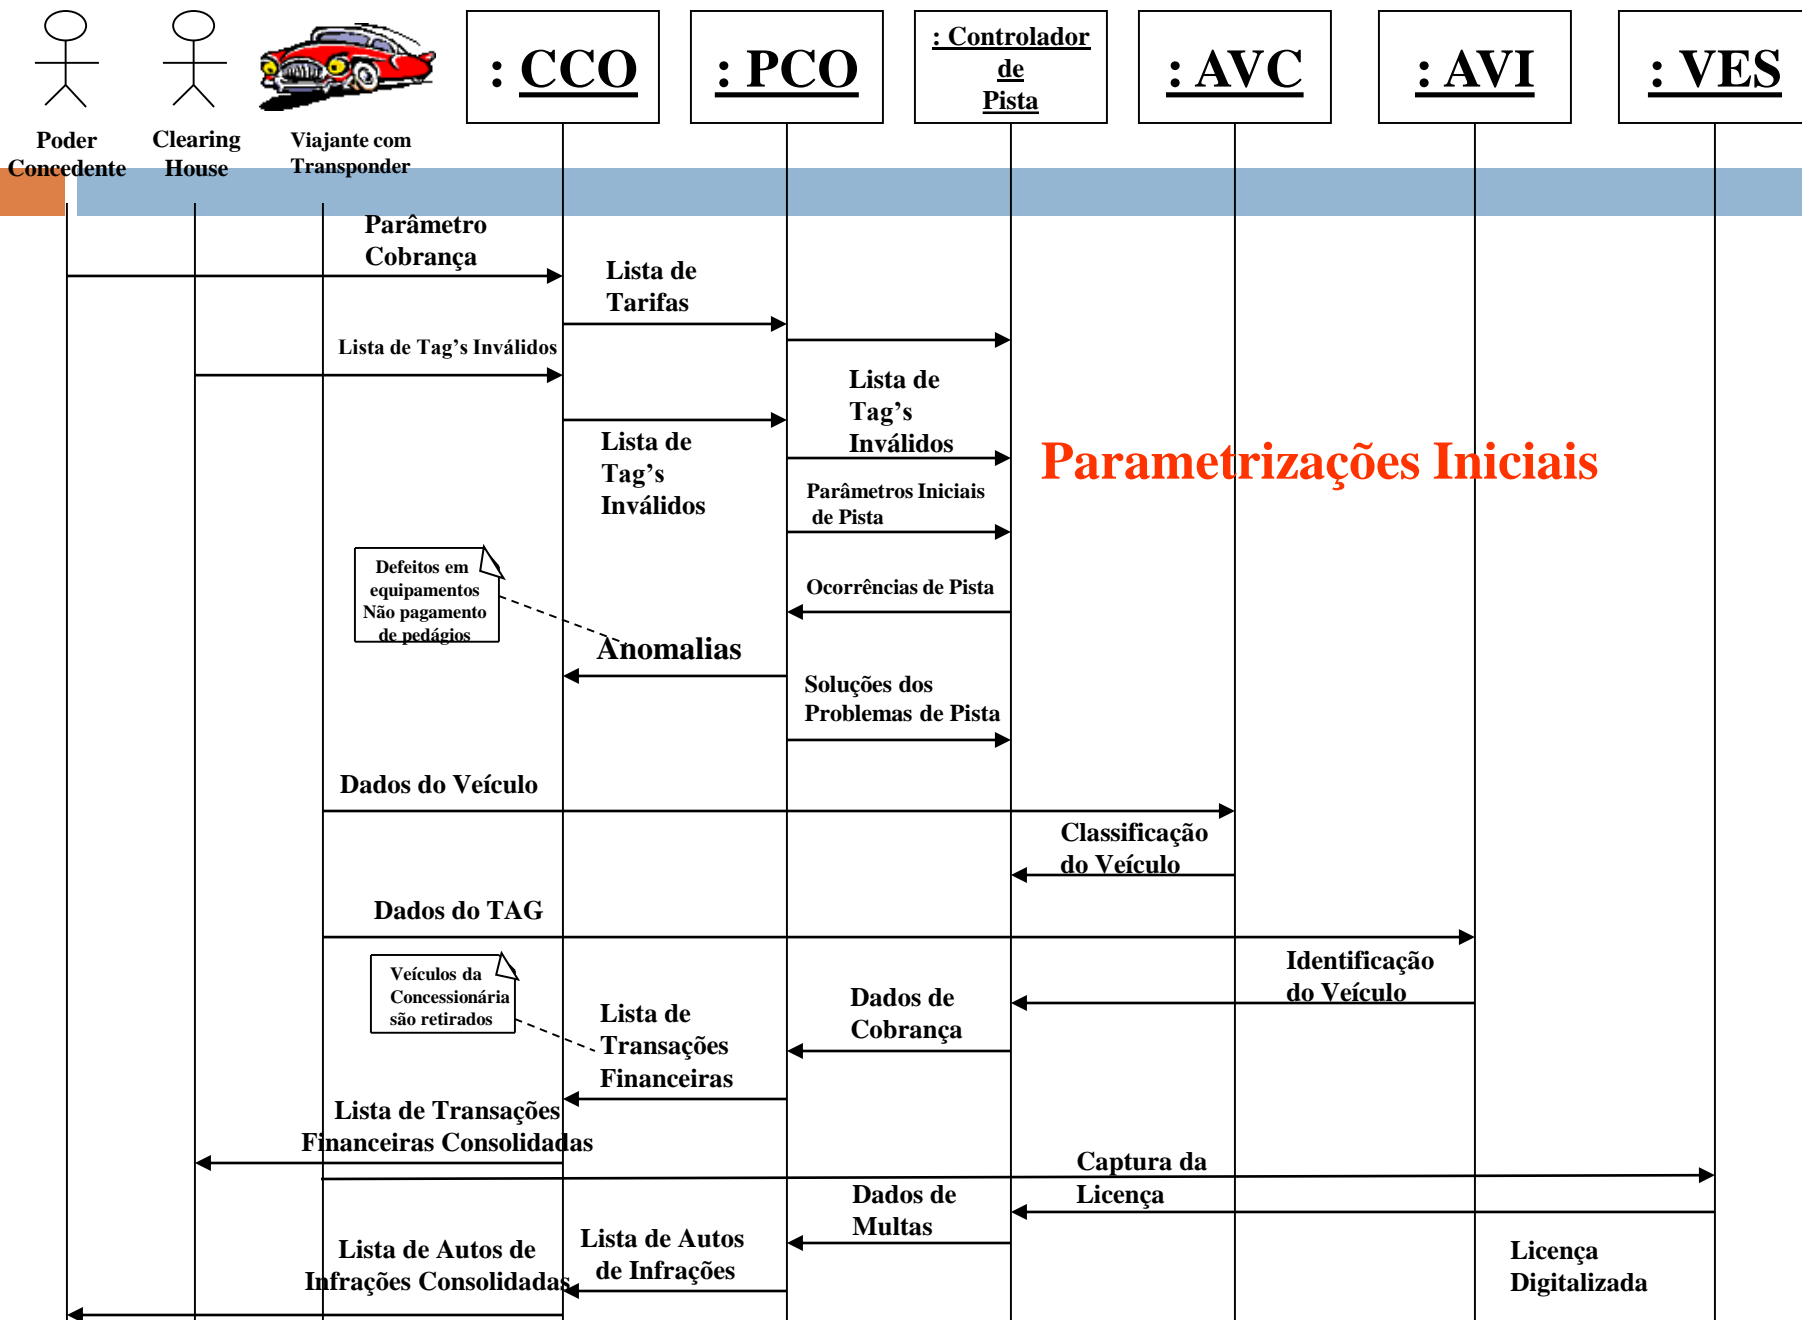 : CCO
: PCO
: Controlador
de
Pista
: AVC
: AVI
: VES
Poder
Concedente
Clearing
House
Viajante com
Transponder
Parâmetro
Cobrança
Lista de
Tarifas
Lista de Tag’s Inválidos
Lista de
Tag’s
Inválidos
Lista de
Tag’s
Inválidos
Parametrizações Iniciais
Parâmetros Iniciais
de Pista
Defeitos em
equipamentos
Não pagamento
de pedágios
Ocorrências de Pista
Anomalias
Soluções dos
Problemas de Pista
Dados do Veículo
Classificação
do Veículo
Dados do TAG
Identificação
do Veículo
Veículos da
Concessionária
são retirados
Dados de
Cobrança
Lista de
Transações
Financeiras
Lista de Transações
Financeiras Consolidadas
Captura da
Licença
Dados de
Multas
Lista de Autos
de Infrações
Lista de Autos de
Infrações Consolidadas
Licença
Digitalizada